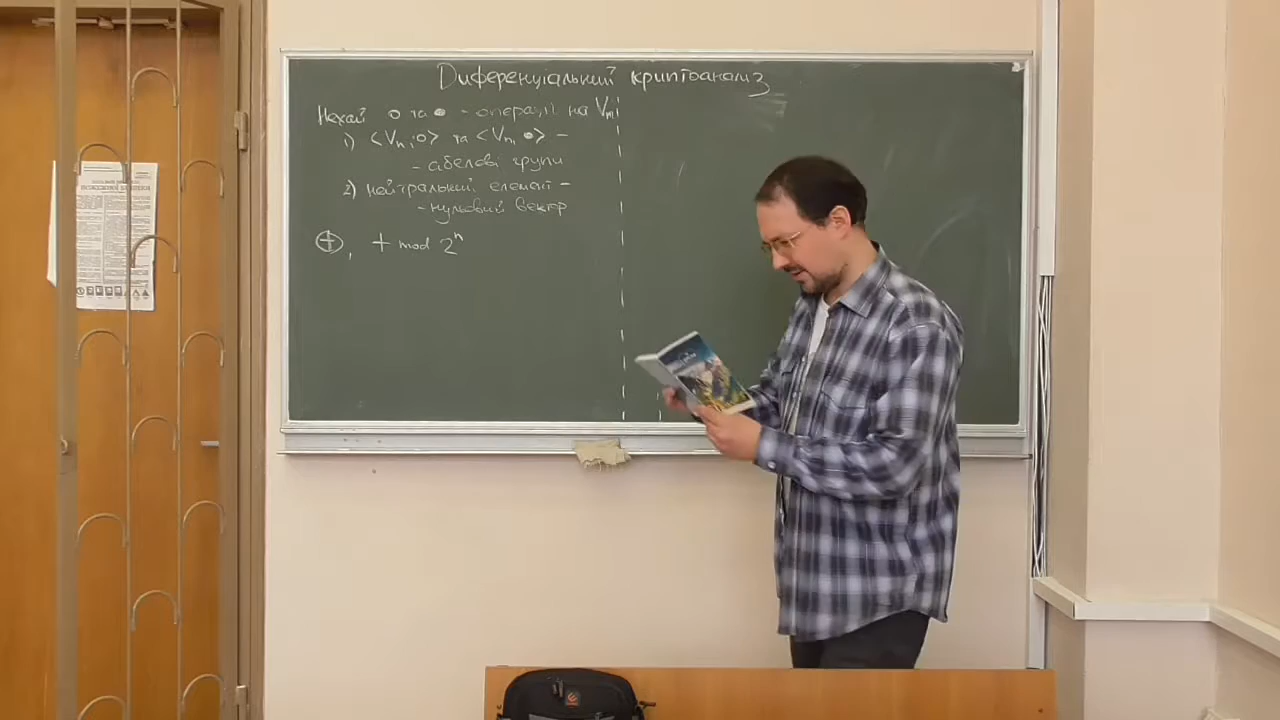 Диференціальний криптоаналіз
Нехай ○ та ● - операції на Vₙ:
1) <Vₙ, ○> та <Vₙ, ●> -
- абелеві групи
2) нейтральний елемент -
- нульовий вектор
⊕, + mod 2ⁿ